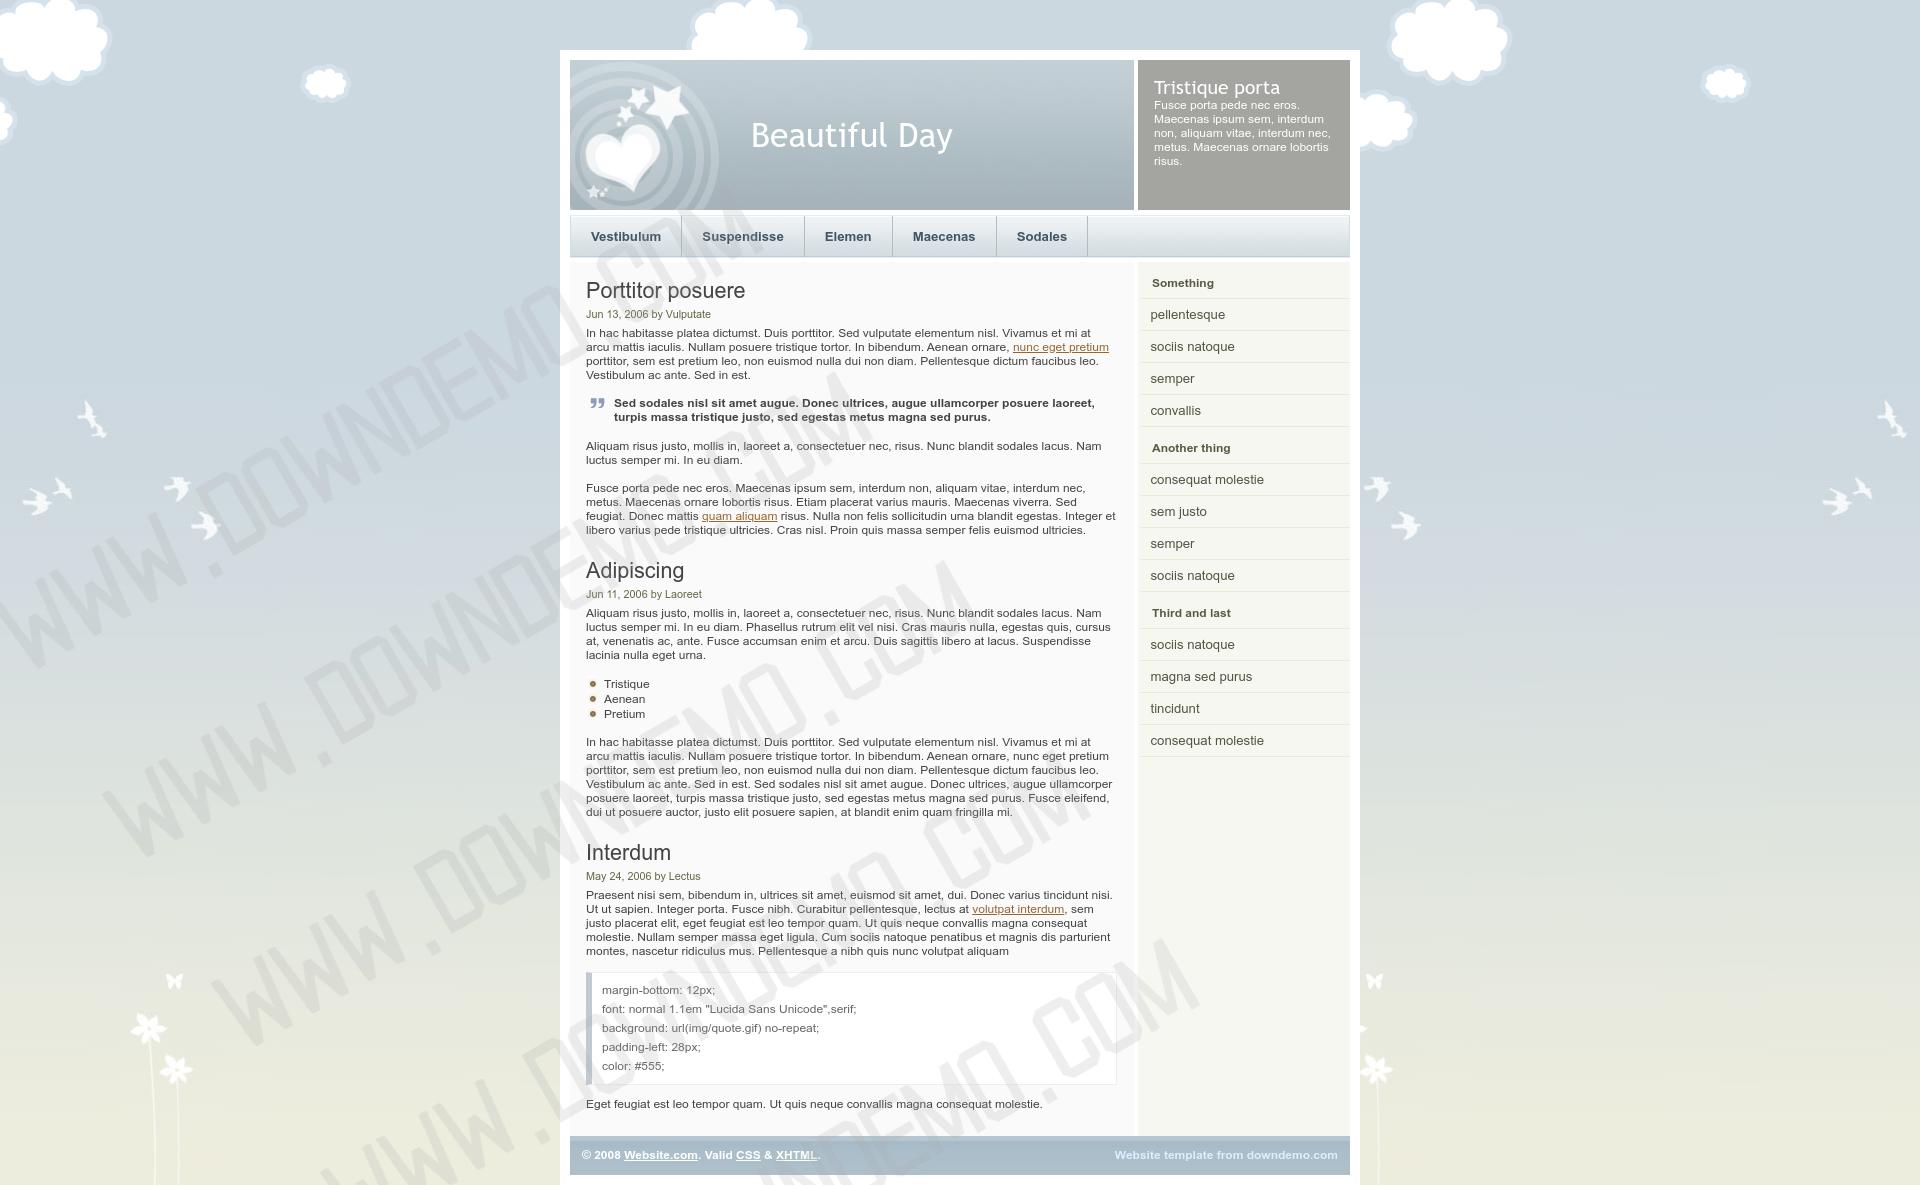 Beautiful Day
Tristique porta
Fusce porta pede nec eros.
Maecenas ipsum sem, interdum
non, aliquam vitae, interdum nec,
metus. Maecenas ornare lobortis
risus.
Vestibulum
Suspendisse
Elemen
Maecenas
Sodales
Porttitor posuere
Jun 13, 2006 by Vulputate
In hac habitasse platea dictumst. Duis porttitor. Sed vulputate elementum nisl. Vivamus et mi at
arcu mattis iaculis. Nullam posuere tristique tortor. In bibendum. Aenean ornare, nunc eget pretium
porttitor, sem est pretium leo, non euismod nulla dui non diam. Pellentesque dictum faucibus leo.
Vestibulum ac ante. Sed in est.
Sed sodales nisl sit amet augue. Donec ultrices, augue ullamcorper posuere laoreet,
turpis massa tristique justo, sed egestas metus magna sed purus.
Aliquam risus justo, mollis in, laoreet a, consectetuer nec, risus. Nunc blandit sodales lacus. Nam
luctus semper mi. In eu diam.
Fusce porta pede nec eros. Maecenas ipsum sem, interdum non, aliquam vitae, interdum nec,
metus. Maecenas ornare lobortis risus. Etiam placerat varius mauris. Maecenas viverra. Sed
feugiat. Donec mattis quam aliquam risus. Nulla non felis sollicitudin urna blandit egestas. Integer et
libero varius pede tristique ultricies. Cras nisl. Proin quis massa semper felis euismod ultricies.
Adipiscing
Jun 11, 2006 by Laoreet
Aliquam risus justo, mollis in, laoreet a, consectetuer nec, risus. Nunc blandit sodales lacus. Nam
luctus semper mi. In eu diam. Phasellus rutrum elit vel nisi. Cras mauris nulla, egestas quis, cursus
at, venenatis ac, ante. Fusce accumsan enim et arcu. Duis sagittis libero at lacus. Suspendisse
lacinia nulla eget urna.
Tristique
Aenean
Pretium
In hac habitasse platea dictumst. Duis porttitor. Sed vulputate elementum nisl. Vivamus et mi at
arcu mattis iaculis. Nullam posuere tristique tortor. In bibendum. Aenean ornare, nunc eget pretium
porttitor, sem est pretium leo, non euismod nulla dui non diam. Pellentesque dictum faucibus leo.
Vestibulum ac ante. Sed in est. Sed sodales nisl sit amet augue. Donec ultrices, augue ullamcorper
posuere laoreet, turpis massa tristique justo, sed egestas metus magna sed purus. Fusce eleifend,
dui ut posuere auctor, justo elit posuere sapien, at blandit enim quam fringilla mi.
Interdum
May 24, 2006 by Lectus
Praesent nisi sem, bibendum in, ultrices sit amet, euismod sit amet, dui. Donec varius tincidunt nisi.
Ut ut sapien. Integer porta. Fusce nibh. Curabitur pellentesque, lectus at volutpat interdum, sem
justo placerat elit, eget feugiat est leo tempor quam. Ut quis neque convallis magna consequat
molestie. Nullam semper massa eget ligula. Cum sociis natoque penatibus et magnis dis parturient
montes, nascetur ridiculus mus. Pellentesque a nibh quis nunc volutpat aliquam
margin-bottom: 12px;
font: normal 1.1em "Lucida Sans Unicode",serif;
background: url(img/quote.gif) no-repeat;
padding-left: 28px;
color: #555;
Eget feugiat est leo tempor quam. Ut quis neque convallis magna consequat molestie.
Something
pellentesque
sociis natoque
semper
convallis
Another thing
consequat molestie
sem justo
semper
sociis natoque
Third and last
sociis natoque
magna sed purus
tincidunt
consequat molestie
© 2008 Website.com. Valid CSS & XHTML.
Website template from downdemo.com
WWW.DOWNDEMO.COM
WWW.DOWNDEMO.COM
WWW.DOWNDEMO.COM
WWW.DOWNDEMO.COM
NDEMO.COM